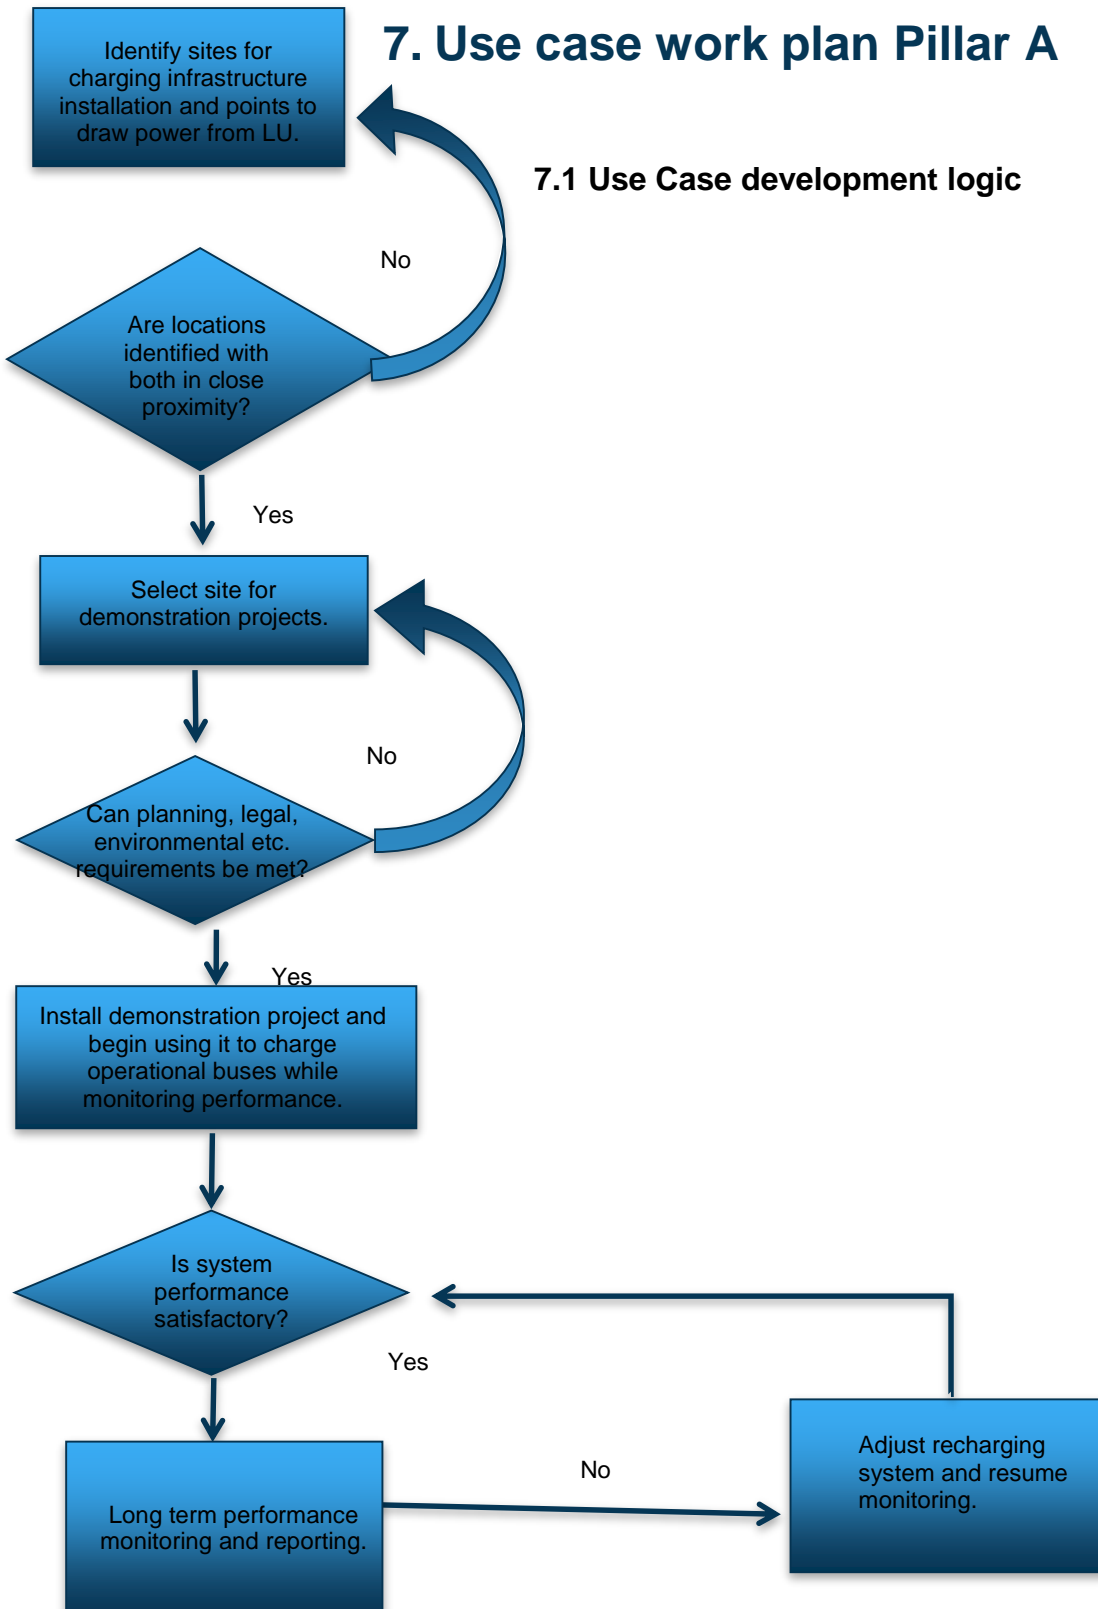 7. Use case work plan Pillar A
7.1 Use Case development logic
Identify sites for
charging infrastructure
installation and points to
draw power from LU.
No
Are locations
identified with
both in close
proximity?
Yes
Select site for
demonstration projects.
No
Can planning, legal,
environmental etc.
requirements be met?
Yes
Install demonstration project and
begin using it to charge
operational buses while
monitoring performance.
Is system
performance
satisfactory?
Yes
Long term performance
monitoring and reporting.
No
Adjust recharging
system and resume
monitoring.